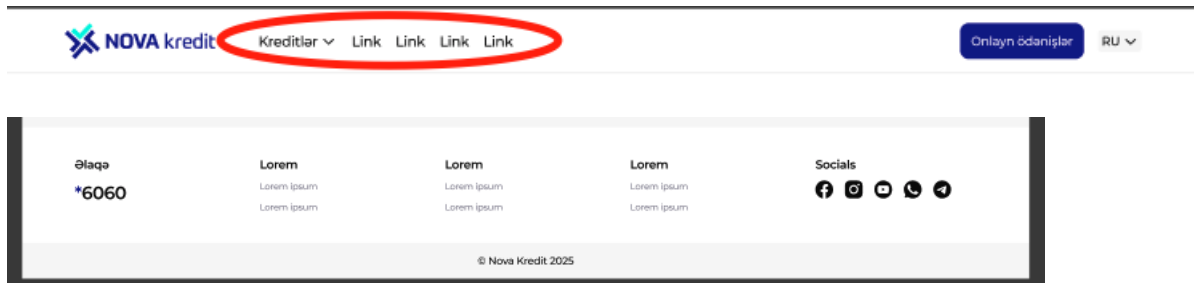 NOVA kredit Kreditlər Link Link Link Link Onlayn ödənişlər RU
Əlaqə Lorem Lorem Lorem Socials
*6060 Lorem ipsum Lorem ipsum Lorem ipsum
Lorem ipsum Lorem ipsum Lorem ipsum
© Nova Kredit 2025